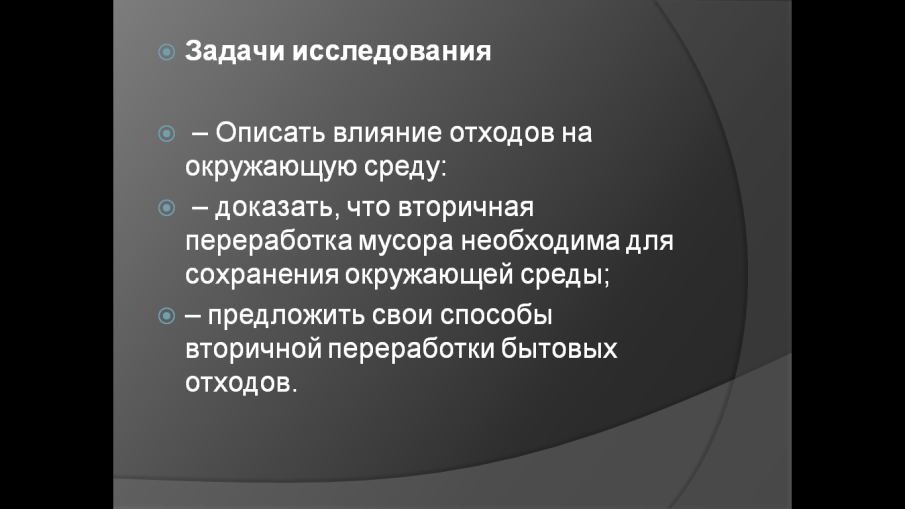 Задачи исследования
– Описать влияние отходов на
окружающую среду:
– доказать, что вторичная
переработка мусора необходима для
сохранения окружающей среды;
– предложить свои способы
вторичной переработки бытовых
отходов.